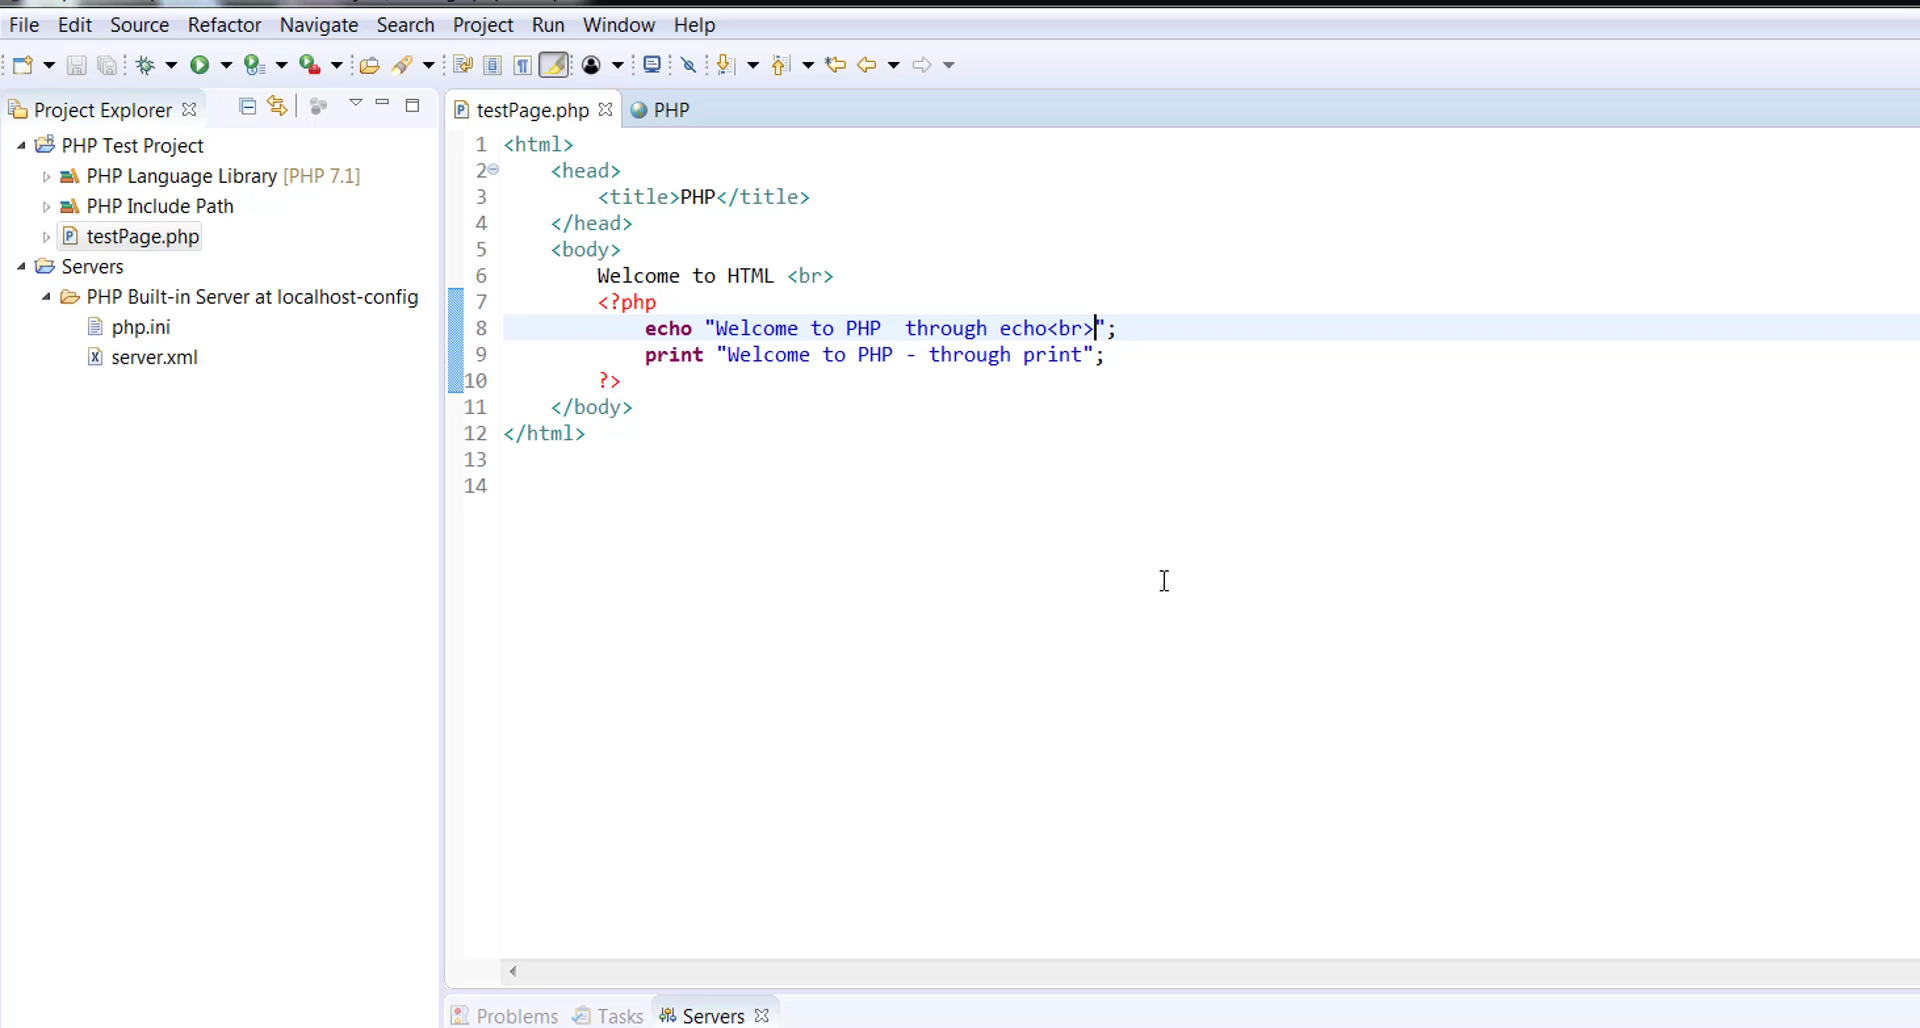 File Edit Source Refactor Navigate Search Project Run Window Help
Project Explorer
PHP Test Project
PHP Language Library [PHP 7.1]
PHP Include Path
testPage.php
Servers
PHP Built-in Server at localhost-config
php.ini
server.xml
testPage.php PHP
1 <html>
2 <head>
3 <title>PHP</title>
4 </head>
5 <body>
6 Welcome to HTML <br>
7 <?php
8 echo "Welcome to PHP  through echo<br>";
9 print "Welcome to PHP - through print";
10 ?>
11 </body>
12 </html>
13
14
Problems Tasks Servers